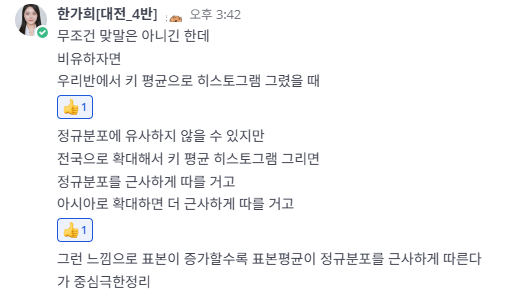 한가희[대전_4반] 오후 3:42
무조건 맞말은 아니긴 한데
비유하자면
우리반에서 키 평균으로 히스토그램 그렸을 때
1
정규분포에 유사하지 않을 수 있지만
전국으로 확대해서 키 평균 히스토그램 그리면
정규분포를 근사하게 따를 거고
아시아로 확대하면 더 근사하게 따를 거고
1
그런 느낌으로 표본이 증가할수록 표본평균이 정규분포를 근사하게 따른다
가 중심극한정리